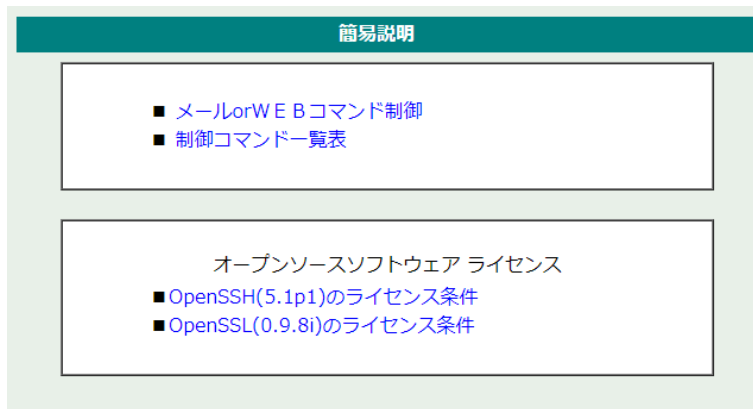 簡易説明
■ メールorWEBコマンド制御
■ 制御コマンド一覧表
オープンソースソフトウェア ライセンス
■OpenSSH(5.1p1)のライセンス条件
■OpenSSL(0.9.8i)のライセンス条件